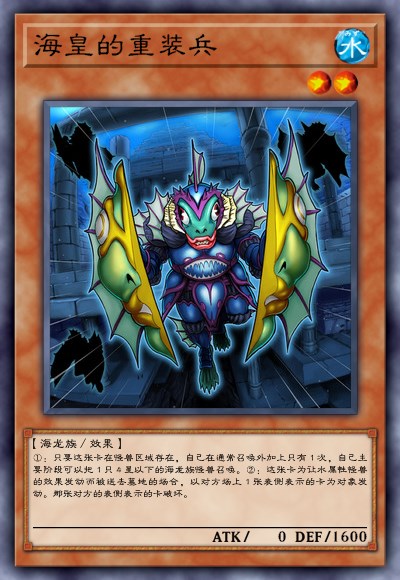 海皇的重装兵
水
【海龙族／效果】
①：只要这张卡在怪兽区域存在，自己在通常召唤外加上只有1次，自己主
要阶段可以把1只4星以下的海龙族怪兽召唤。②：这张卡为让水属性怪兽
的效果发动而被送去墓地的场合，以对方场上1张表侧表示的卡为对象发
动。那张对方的表侧表示的卡破坏。
ATK/ 0 DEF/1600